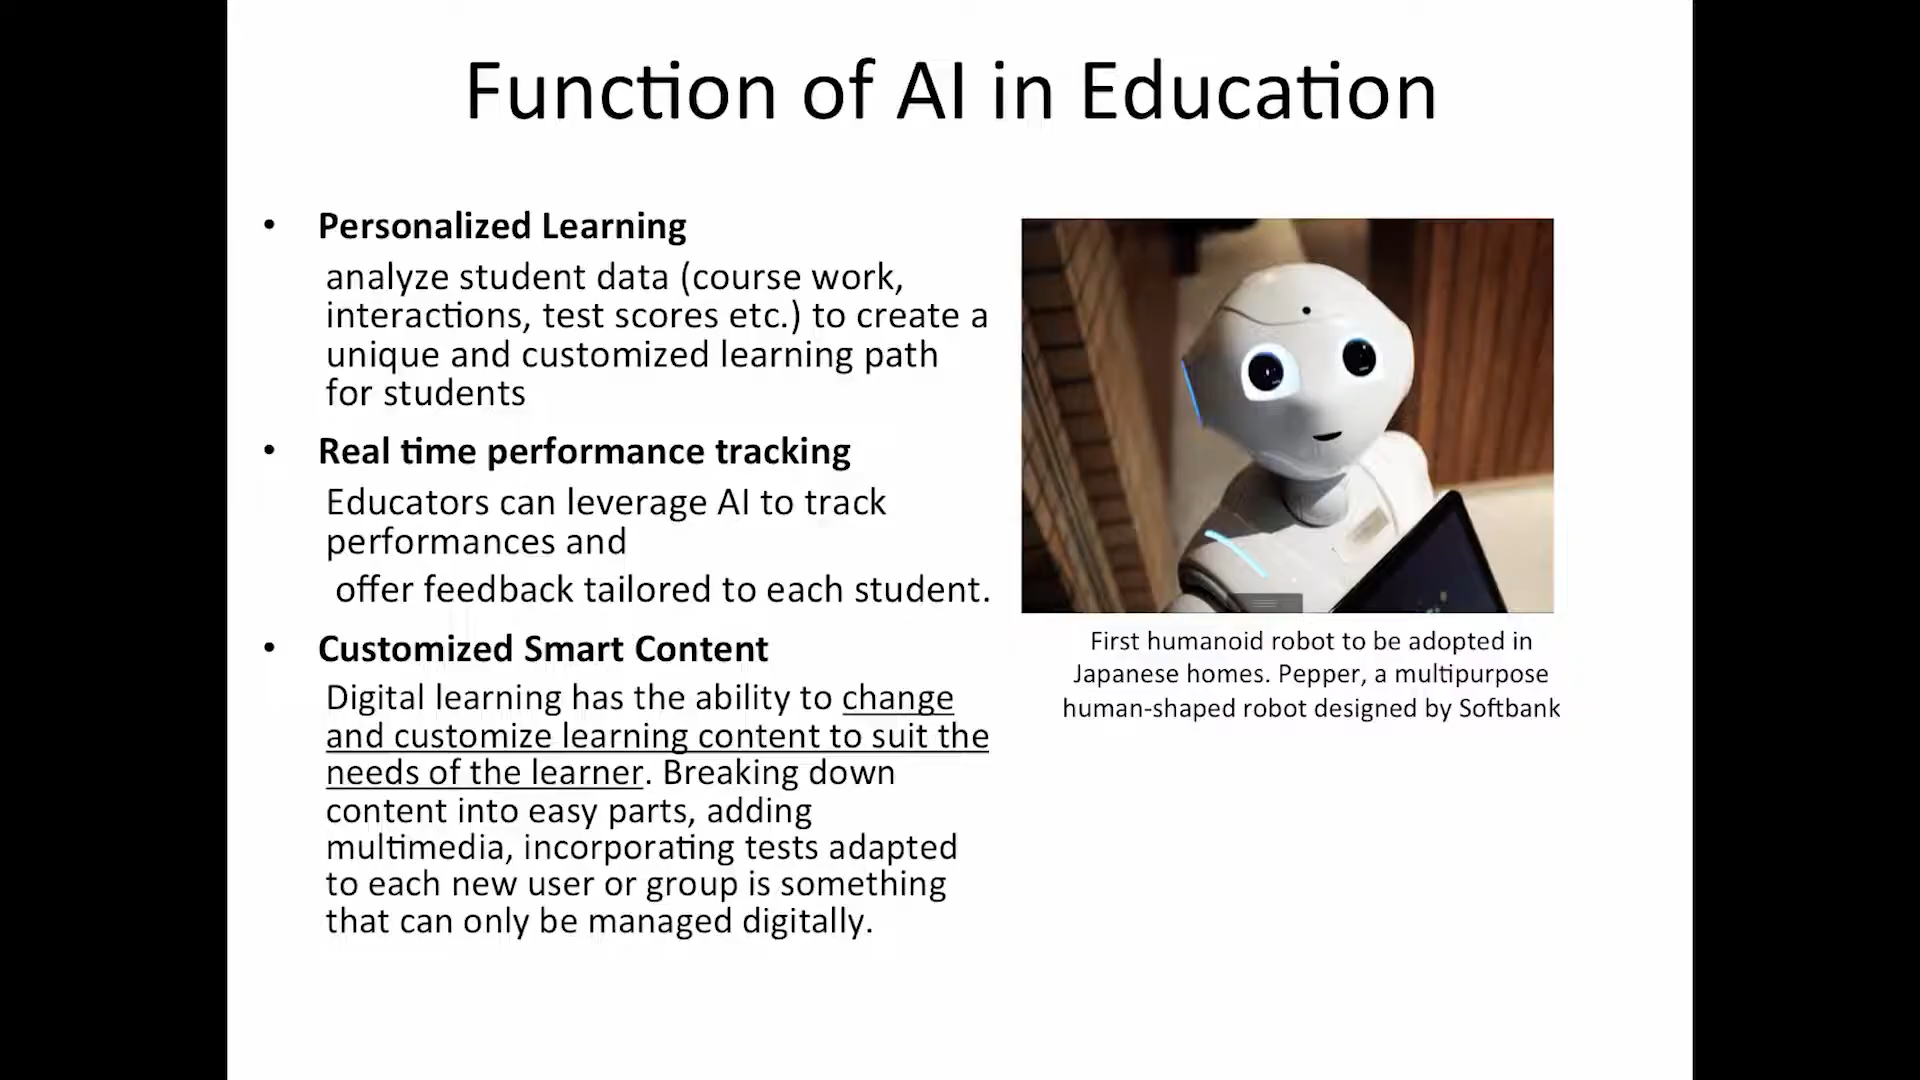 Function of AI in Education
• Personalized Learning
analyze student data (course work,
interactions, test scores etc.) to create a
unique and customized learning path
for students
• Real time performance tracking
Educators can leverage AI to track
performances and
offer feedback tailored to each student.
• Customized Smart Content
Digital learning has the ability to change
and customize learning content to suit the
needs of the learner. Breaking down
content into easy parts, adding
multimedia, incorporating tests adapted
to each new user or group is something
that can only be managed digitally.
First humanoid robot to be adopted in
Japanese homes. Pepper, a multipurpose
human-shaped robot designed by Softbank